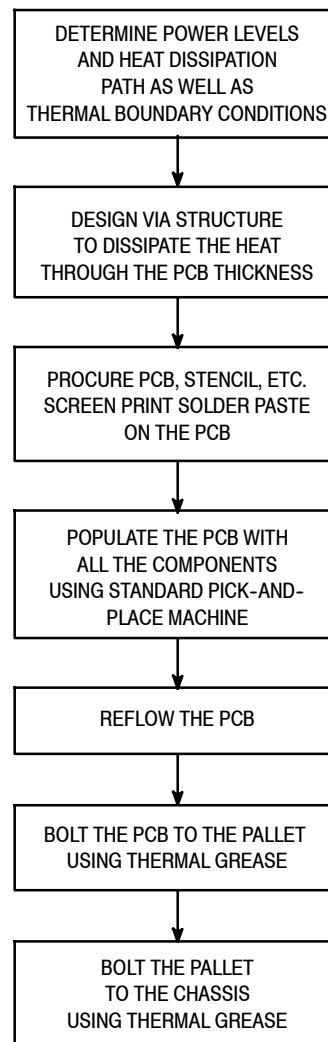 DETERMINE POWER LEVELS
AND HEAT DISSIPATION
PATH AS WELL AS
THERMAL BOUNDARY CONDITIONS
DESIGN VIA STRUCTURE
TO DISSIPATE THE HEAT
THROUGH THE PCB THICKNESS
PROCURE PCB, STENCIL, ETC.
SCREEN PRINT SOLDER PASTE
ON THE PCB
POPULATE THE PCB WITH
ALL THE COMPONENTS
USING STANDARD PICK-AND-
PLACE MACHINE
REFLOW THE PCB
BOLT THE PCB TO THE PALLET
USING THERMAL GREASE
BOLT THE PALLET
TO THE CHASSIS
USING THERMAL GREASE